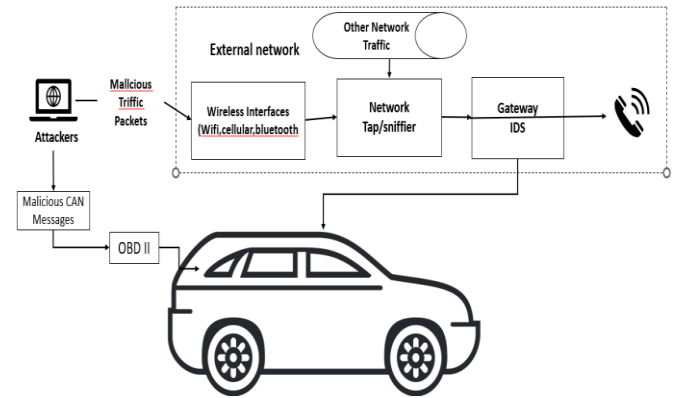 Other Network
Traffic
External network
Mallcious
Triffic
Packets
Attackers
Wireless Interfaces
(Wifi,cellular,bluetooth
Network
Tap/sniffier
Gateway
IDS
Malicious CAN
Messages
OBD II